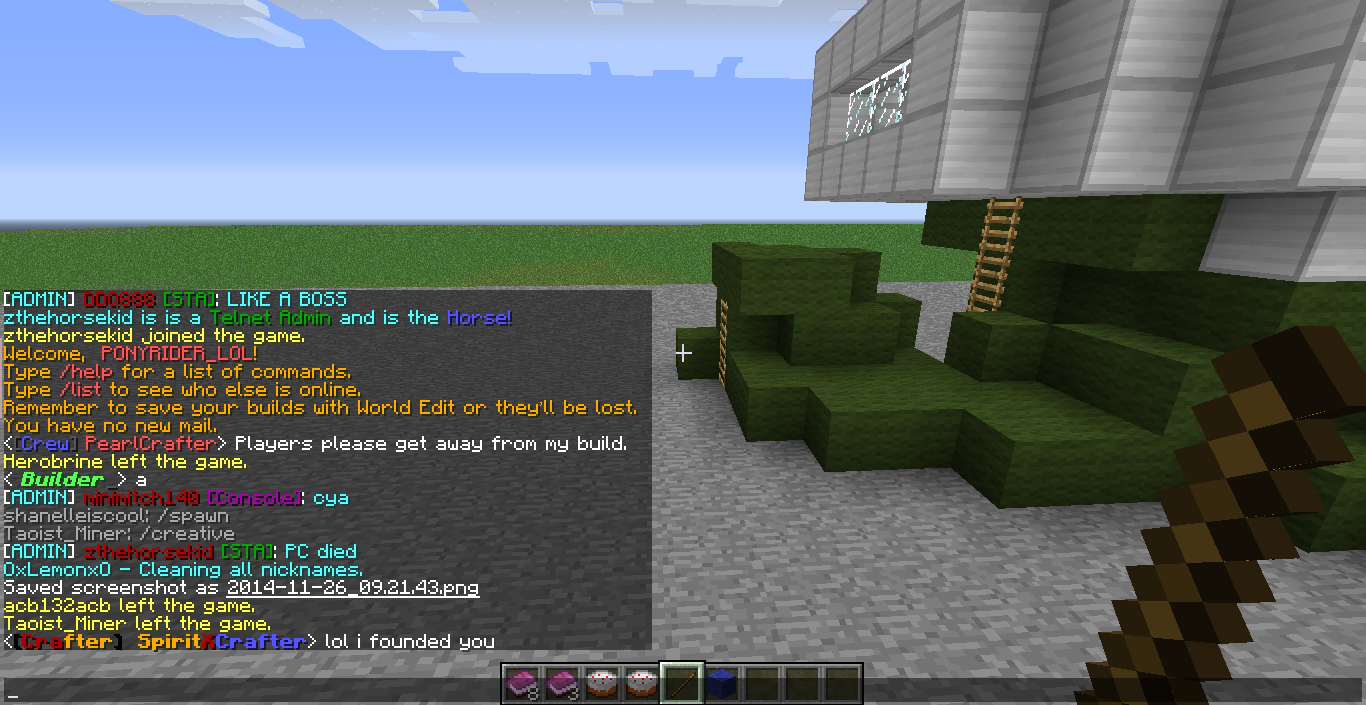 [ADMIN] DDO888 [STA]: LIKE A BOSS
zthehorsekid is is a Telnet Admin and is the Horse!
zthehorsekid joined the game.
Welcome, PONYRIDER_LOL!
Type /help for a list of commands.
Type /list to see who else is online.
Remember to save your builds with World Edit or they'll be lost.
You have no new mail.
<[Crew] PearlCrafter> Players please get away from my build.
Herobrine left the game.
< Builder_> a
[ADMIN] minimitch140 [Console]: cya
shanelleiscool: /spawn
Taoist_Miner: /creative
[ADMIN] zthehorsekid [STA]: PC died
0xLemonx0 - Cleaning all nicknames.
Saved screenshot as 2014-11-26_09.21.43.png
acb132acb left the game.
Taoist_Miner left the game.
<[Crafter] SpiritXCrafter> lol i founded you
8 3
_